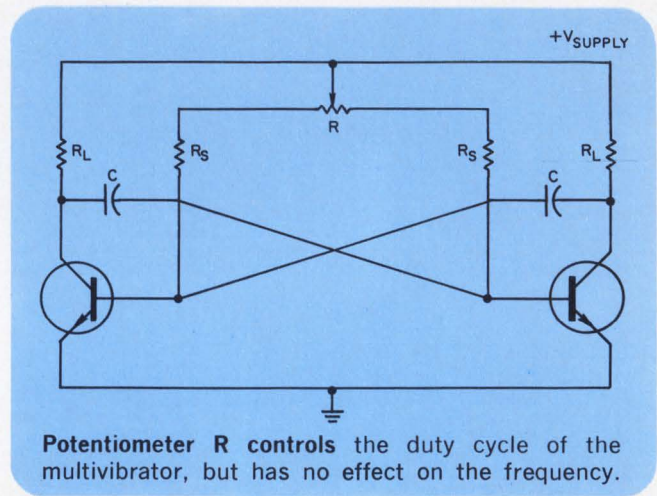 +VSUPPLY
R
RL
RS
RS
RL
C
C
Potentiometer R controls the duty cycle of the
multivibrator, but has no effect on the frequency.